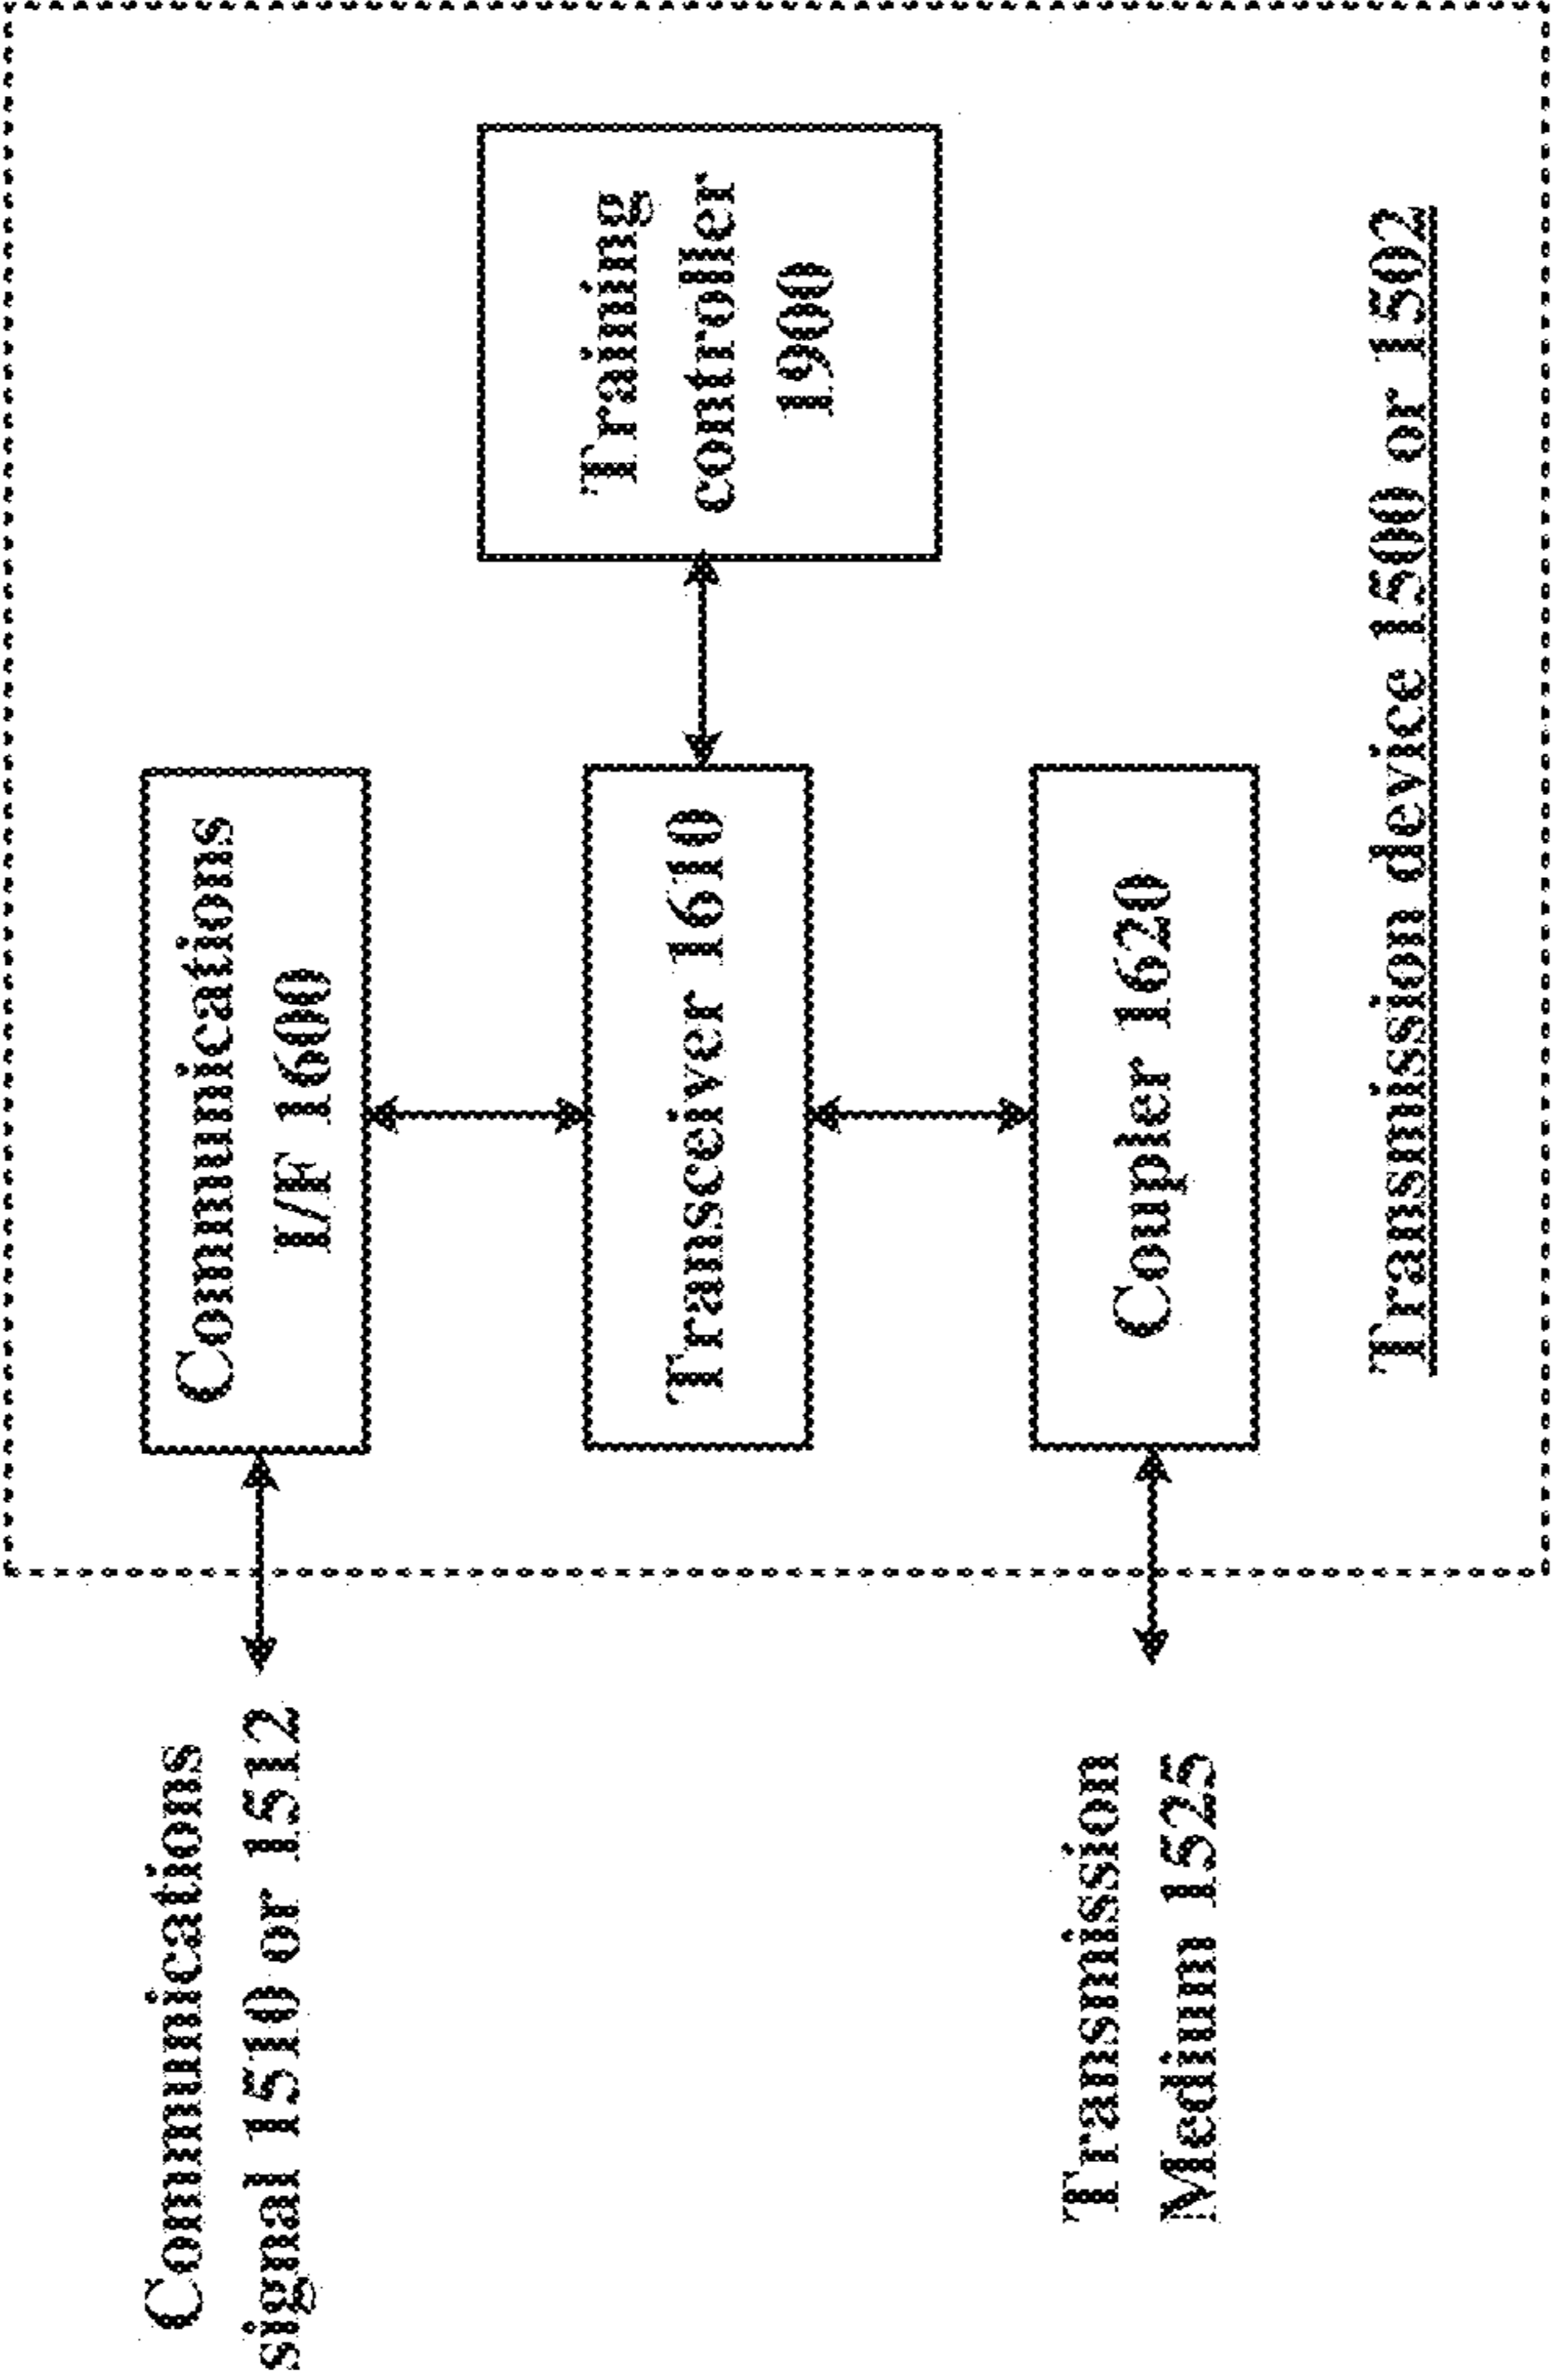 Communications
signal 1510 or 1512
Communications
I/F 1600
Transceiver 1610
Training
controller
1900
Transmission
Medium 1525
Coupler 1620
Transmission device 1500 or 1502